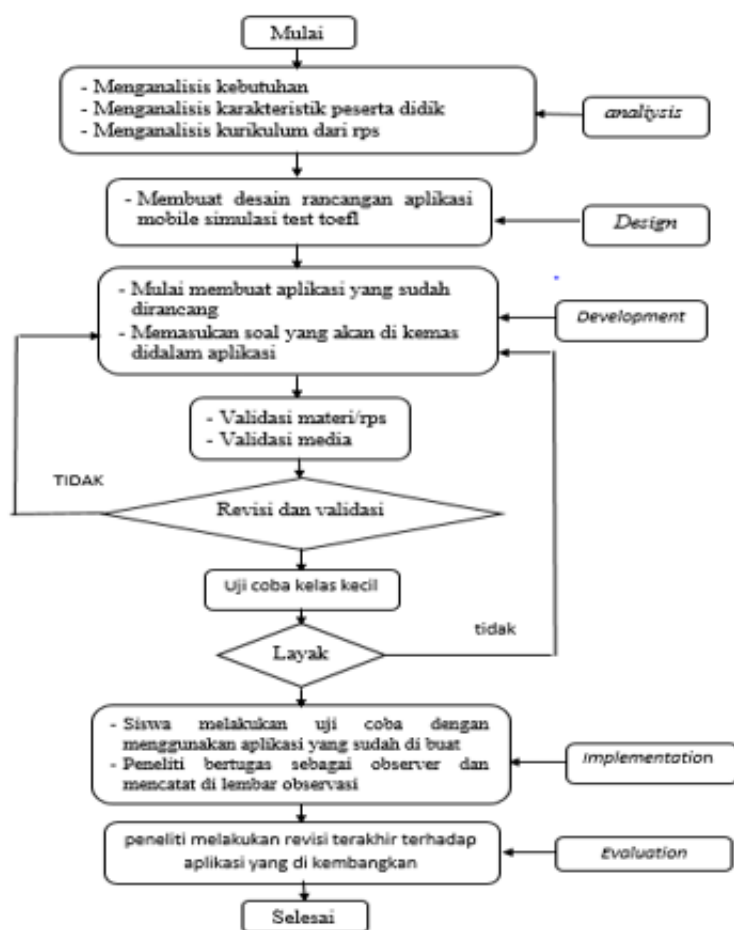 Mulai
- Menganalisis kebutuhan
- Menganalisis karakteristik peserta didik
- Menganalisis kurikulum dari rps
analiysis
- Membuat desain rancangan aplikasi
mobile simulasi test toefl
Design
- Mulai membuat aplikasi yang sudah
dirancang
- Memasukan soal yang akan di kemas
didalam aplikasi
Development
- Validasi materi/rps
- Validasi media
TIDAK
Revisi dan validasi
Uji coba kelas kecil
tidak
Layak
- Siswa melakukan uji coba dengan
menggunakan aplikasi yang sudah di buat
- Peneliti bertugas sebagai observer dan
mencatat di lembar observasi
Implementation
peneliti melakukan revisi terakhir terhadap
aplikasi yang di kembangkan
Evaluation
Selesai